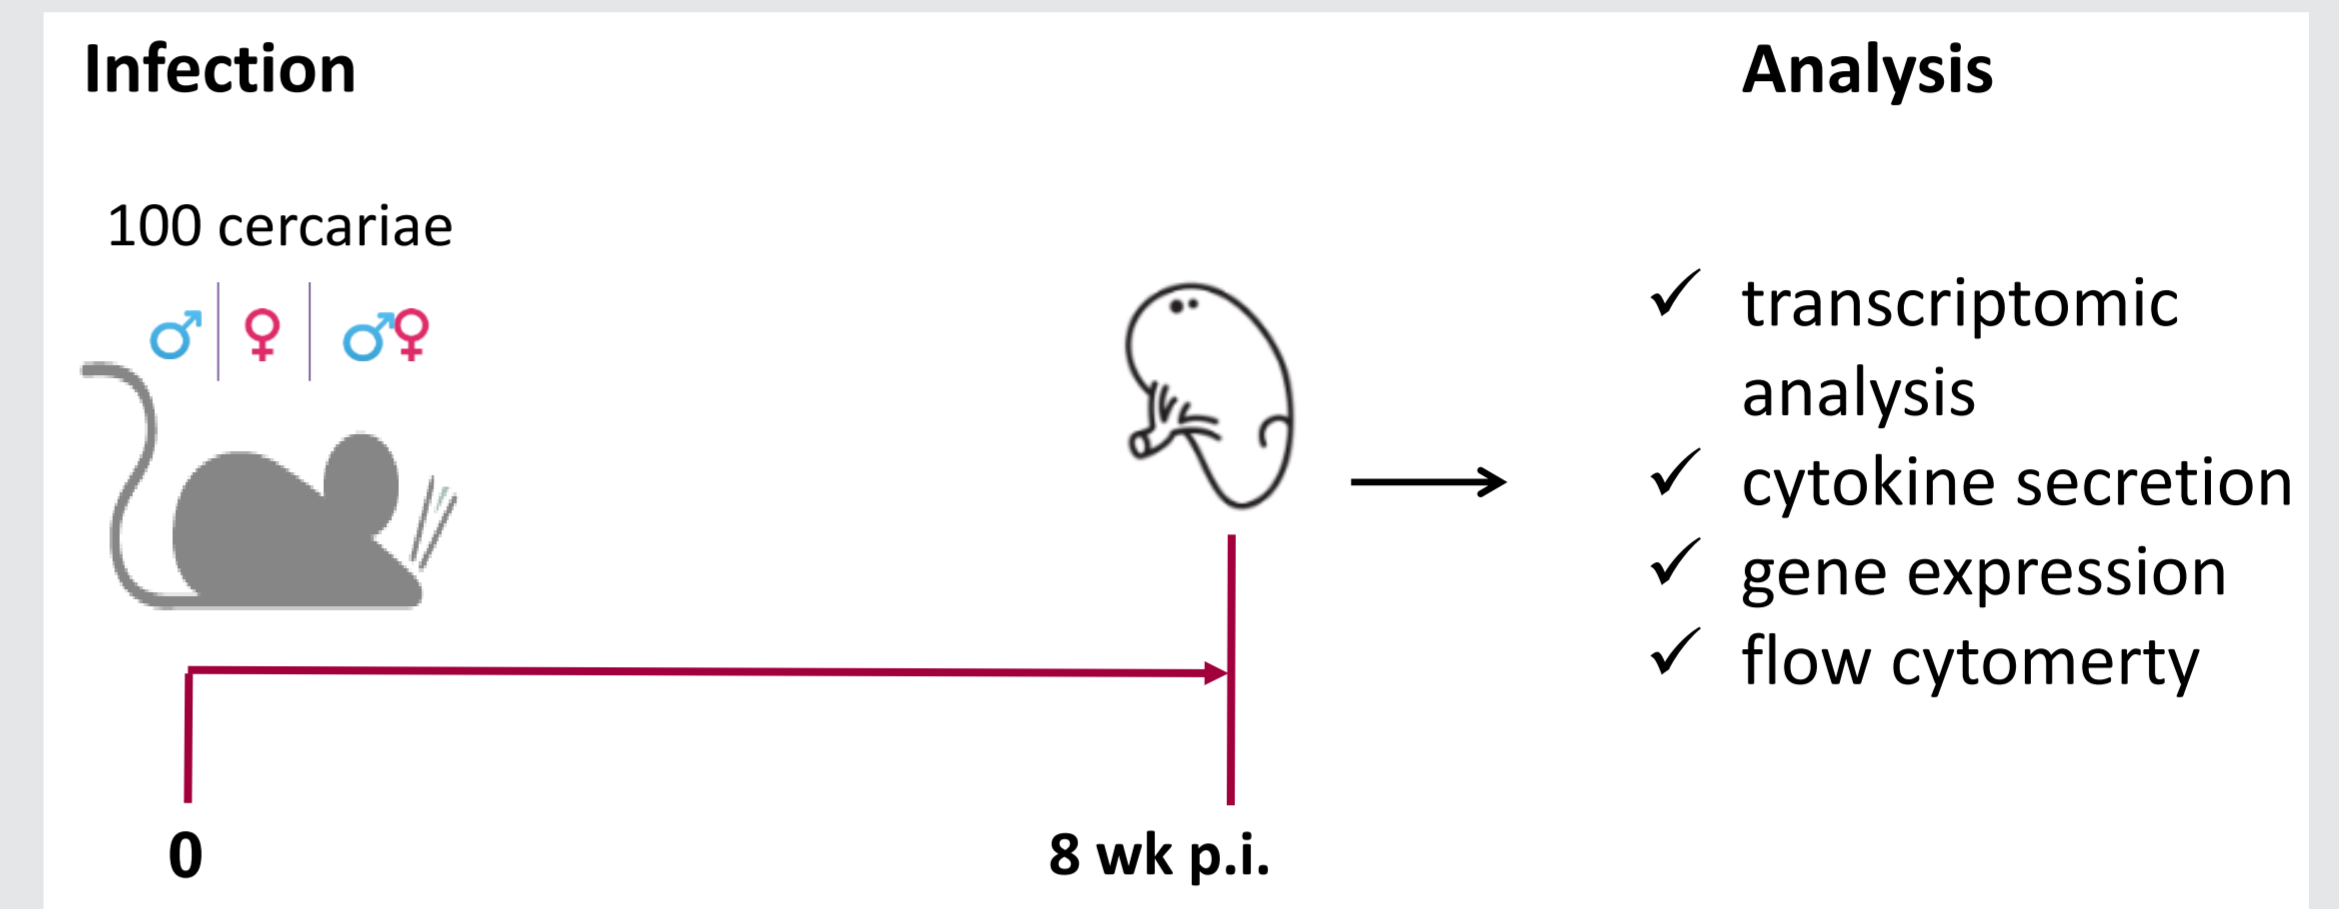 Infection
Analysis
100 cercariae
♂ ♀ ♂♀
✓ transcriptomic
analysis
✓ cytokine secretion
✓ gene expression
✓ flow cytomerty
0
8 wk p.i.